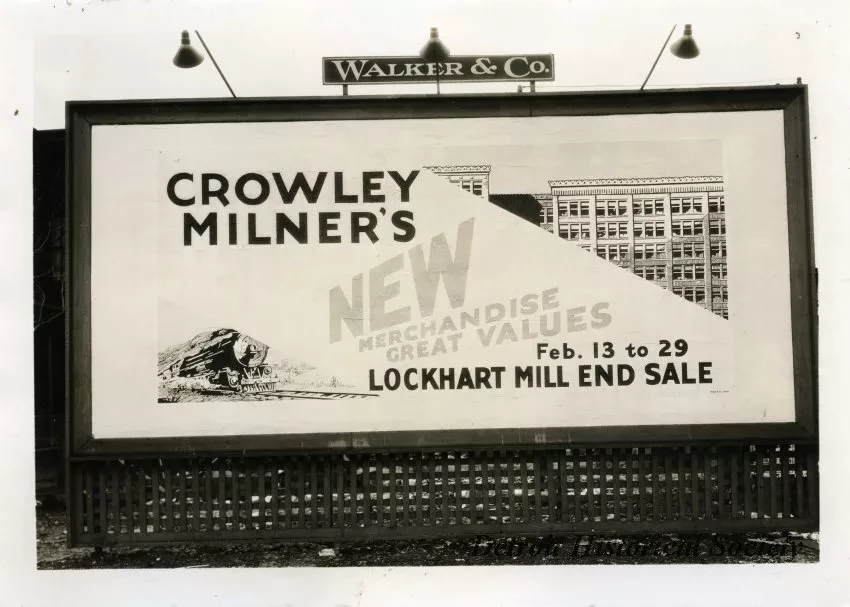 WALKER & CO.
CROWLEY
MILNER'S
NEW
MERCHANDISE
GREAT VALUES
Feb. 13 to 29
LOCKHART MILL END SALE
Detroit Historical Society